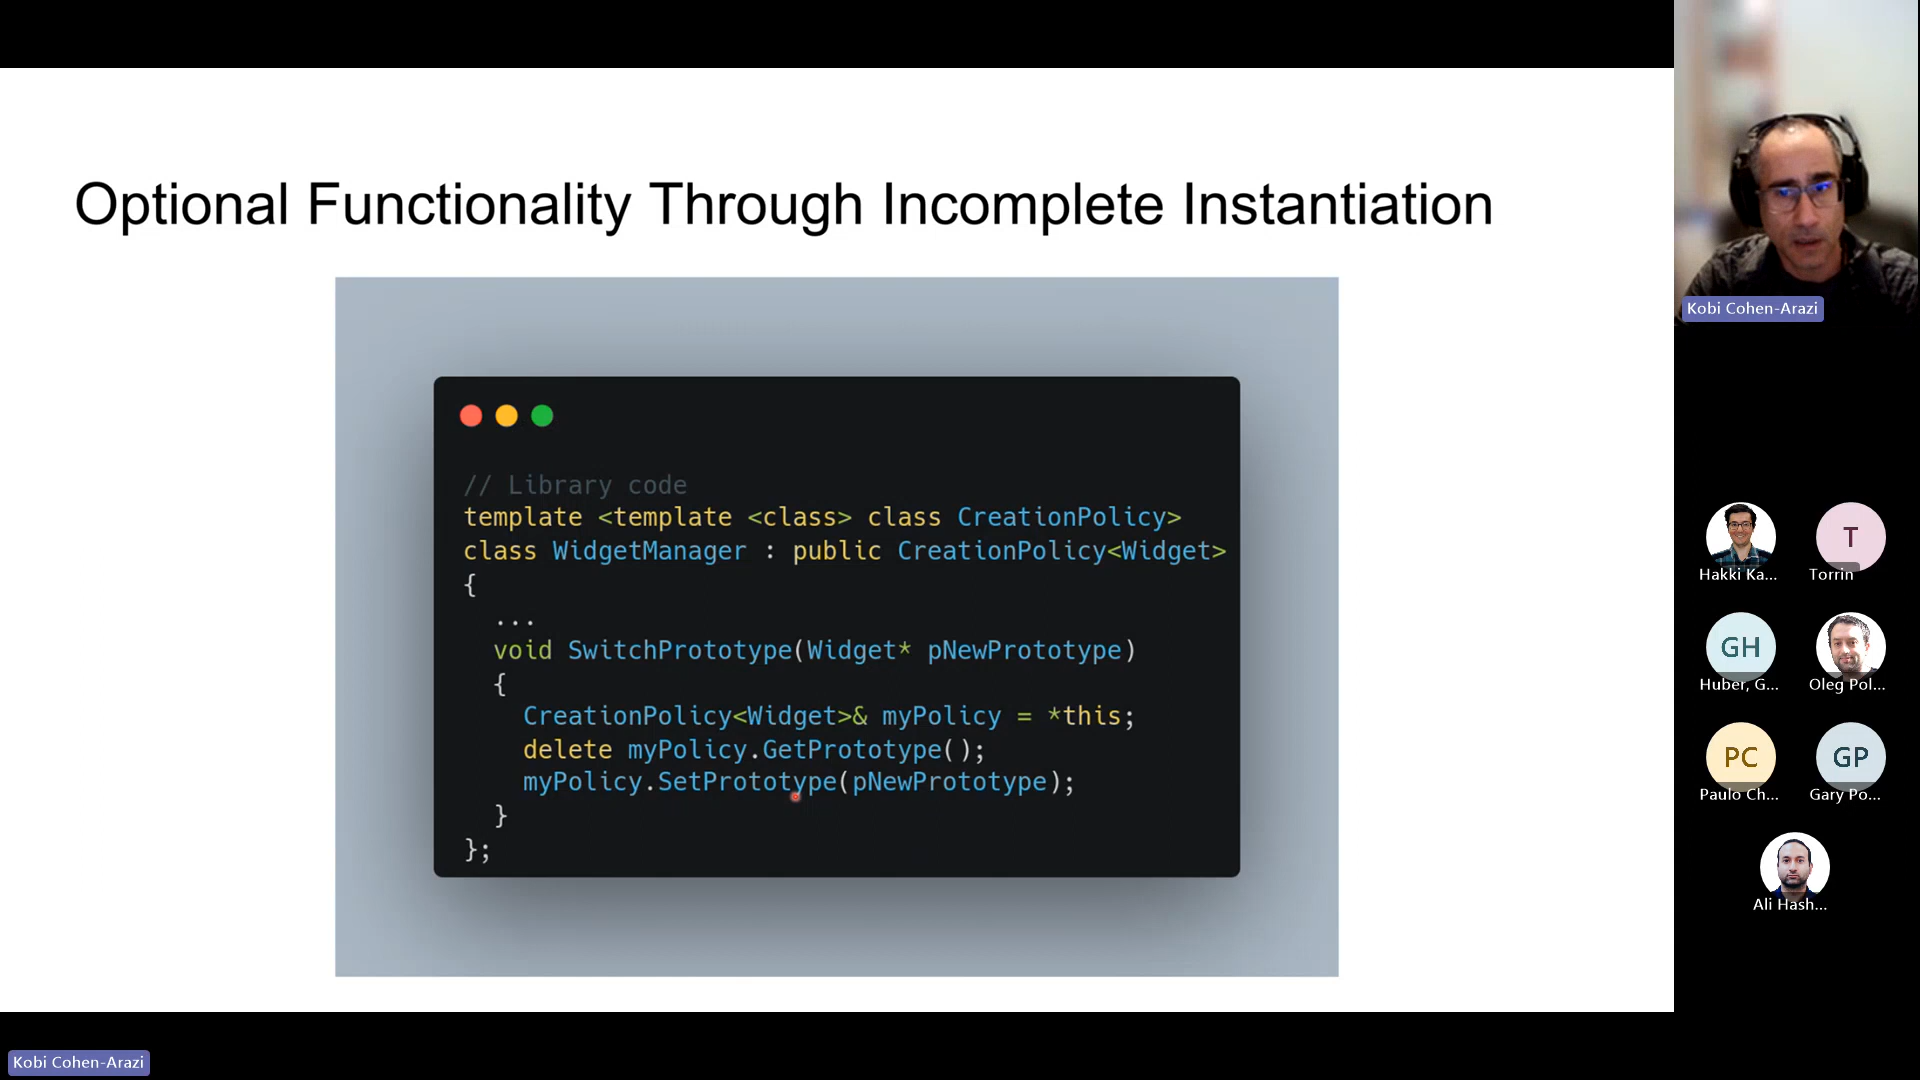 Optional Functionality Through Incomplete Instantiation
// Library code
template <template <class> class CreationPolicy>
class WidgetManager : public CreationPolicy<Widget>
{
...
void SwitchPrototype(Widget* pNewPrototype)
{
CreationPolicy<Widget>& myPolicy = *this;
delete myPolicy.GetPrototype();
myPolicy.SetPrototype(pNewPrototype);
}
};
Kobi Cohen-Arazi
Hakki Ka...
T
Torrin
GH
Huber, G...
Oleg Pol...
PC
Paulo Ch...
GP
Gary Po...
Ali Hash...
Kobi Cohen-Arazi